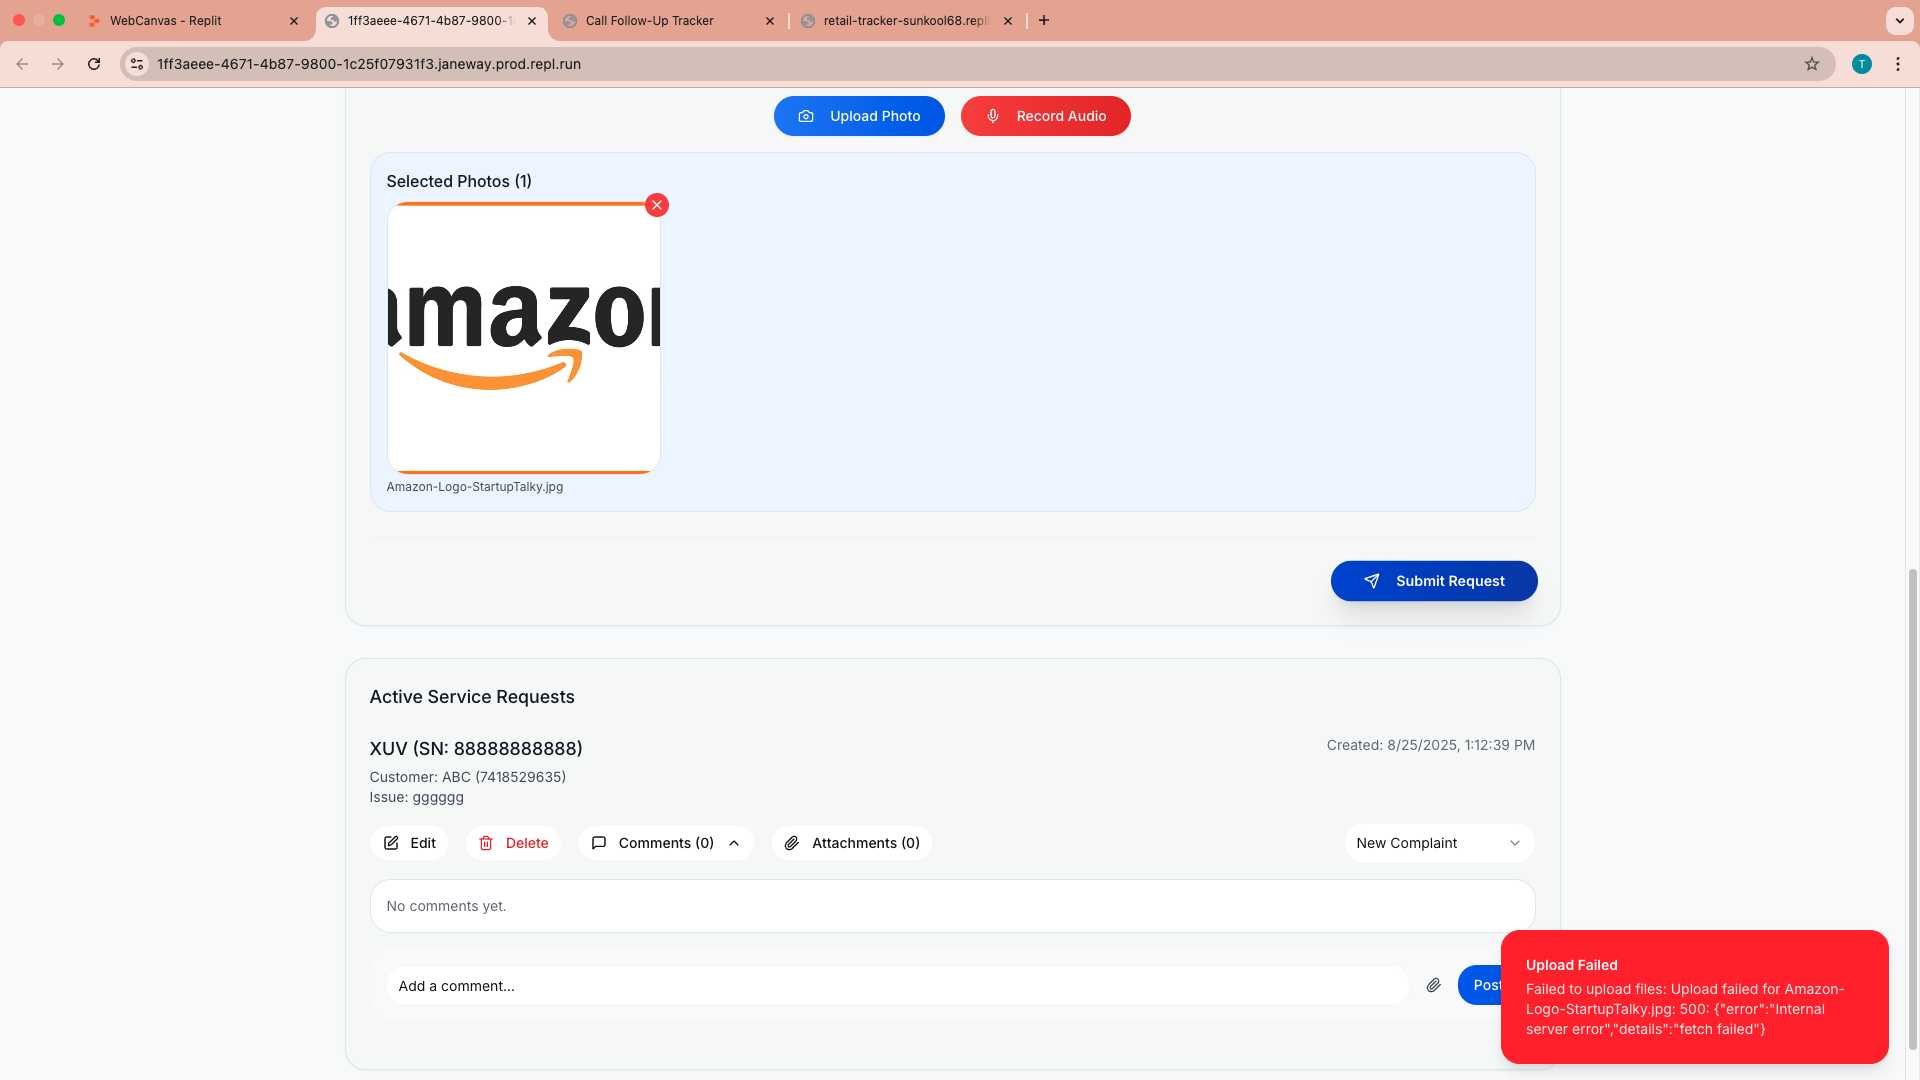 WebCanvas - Replit
1ff3aeee-4671-4b87-9800-1
Call Follow-Up Tracker
retail-tracker-sunkool68.repl
1ff3aeee-4671-4b87-9800-1c25f07931f3.janeway.prod.repl.run
T
Upload Photo
Record Audio
Selected Photos (1)
amazon
Amazon-Logo-StartupTalky.jpg
Submit Request
Active Service Requests
XUV (SN: 88888888888)
Created: 8/25/2025, 1:12:39 PM
Customer: ABC (7418529635)
Issue: gggggg
Edit
Delete
Comments (0)
Attachments (0)
New Complaint
No comments yet.
Add a comment...
Post
Upload Failed
Failed to upload files: Upload failed for Amazon-
Logo-StartupTalky.jpg: 500: {"error":"Internal
server error","details":"fetch failed"}